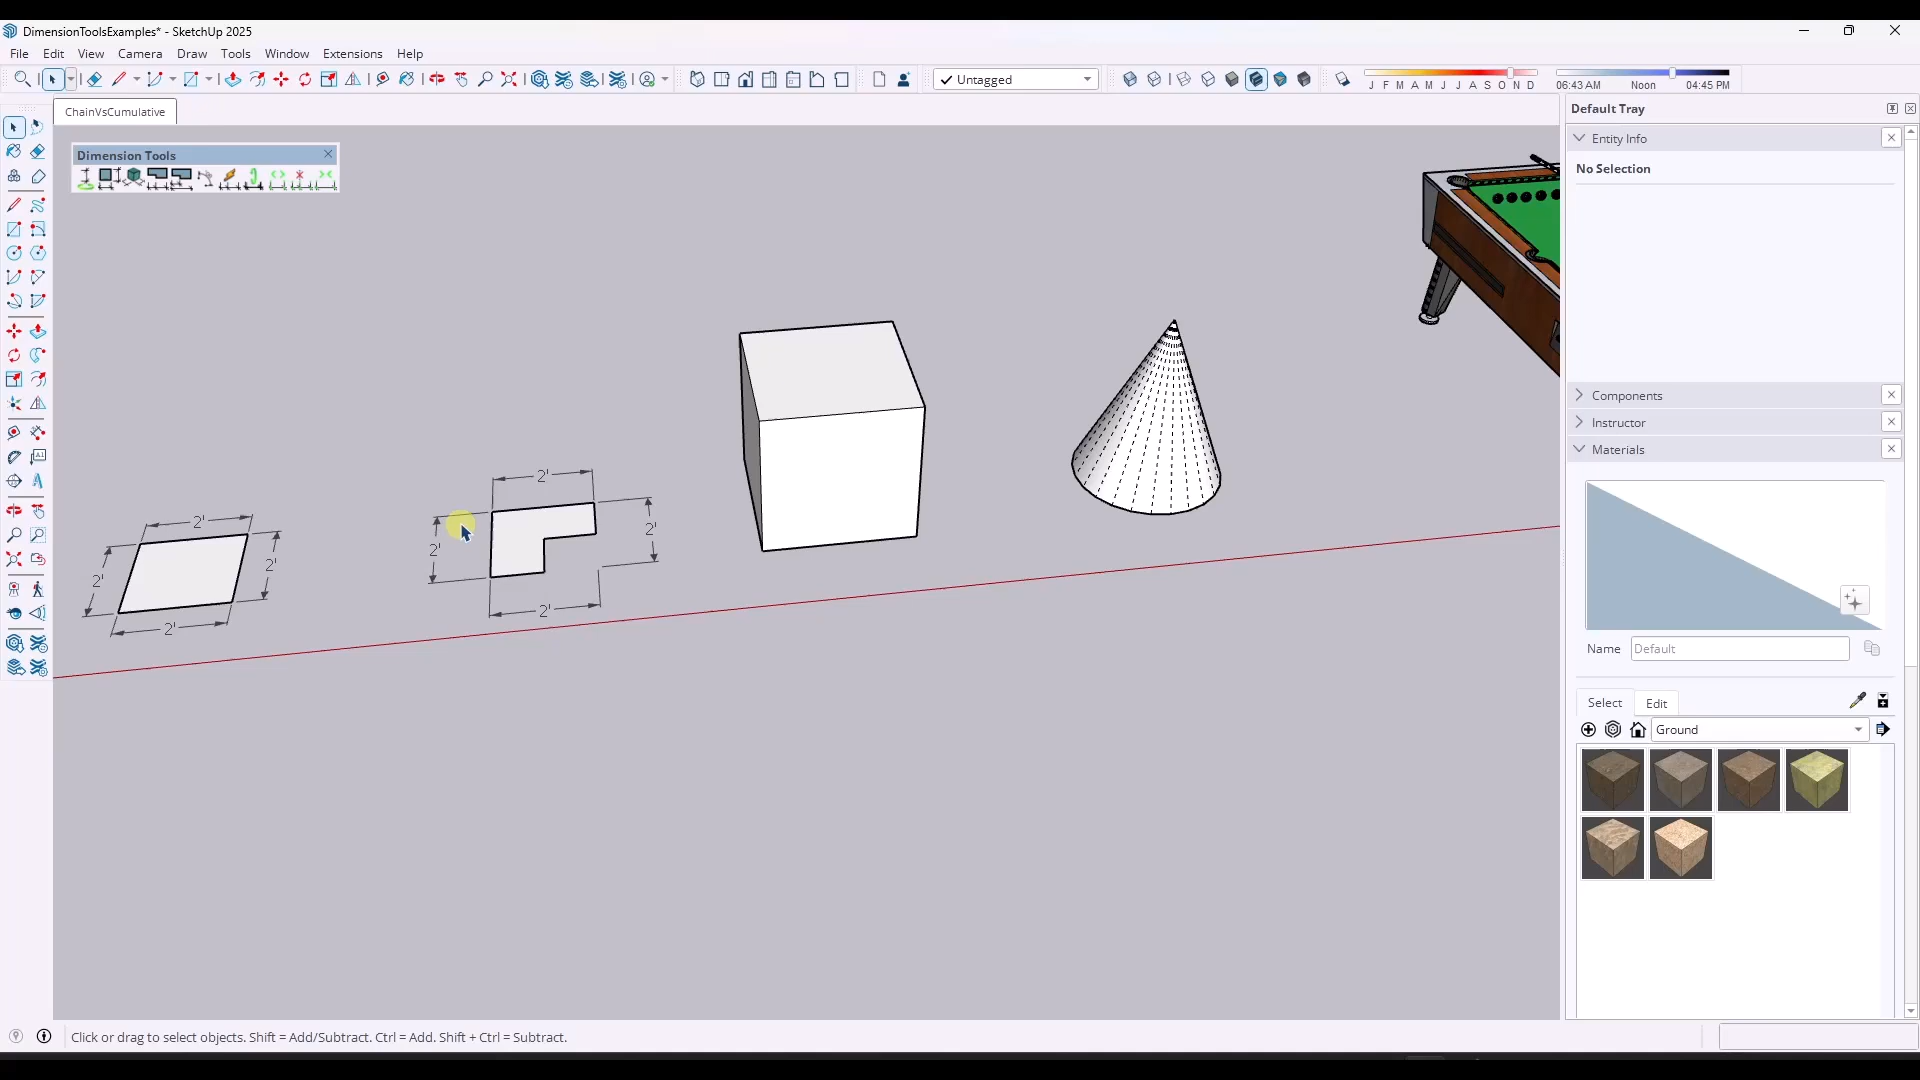 DimensionToolsExamples* - SketchUp 2025
File Edit View Camera Draw Tools Window Extensions Help
Untagged
J F M A M J J A S O N D
06:43 AM Noon 04:45 PM
ChainVsCumulative
Default Tray
Dimension Tools
Entity Info
No Selection
Components
Instructor
Materials
2'
2'
2'
2'
2'
2'
2'
2'
Name Default
Select Edit
Ground
Click or drag to select objects. Shift = Add/Subtract. Ctrl = Add. Shift + Ctrl = Subtract.